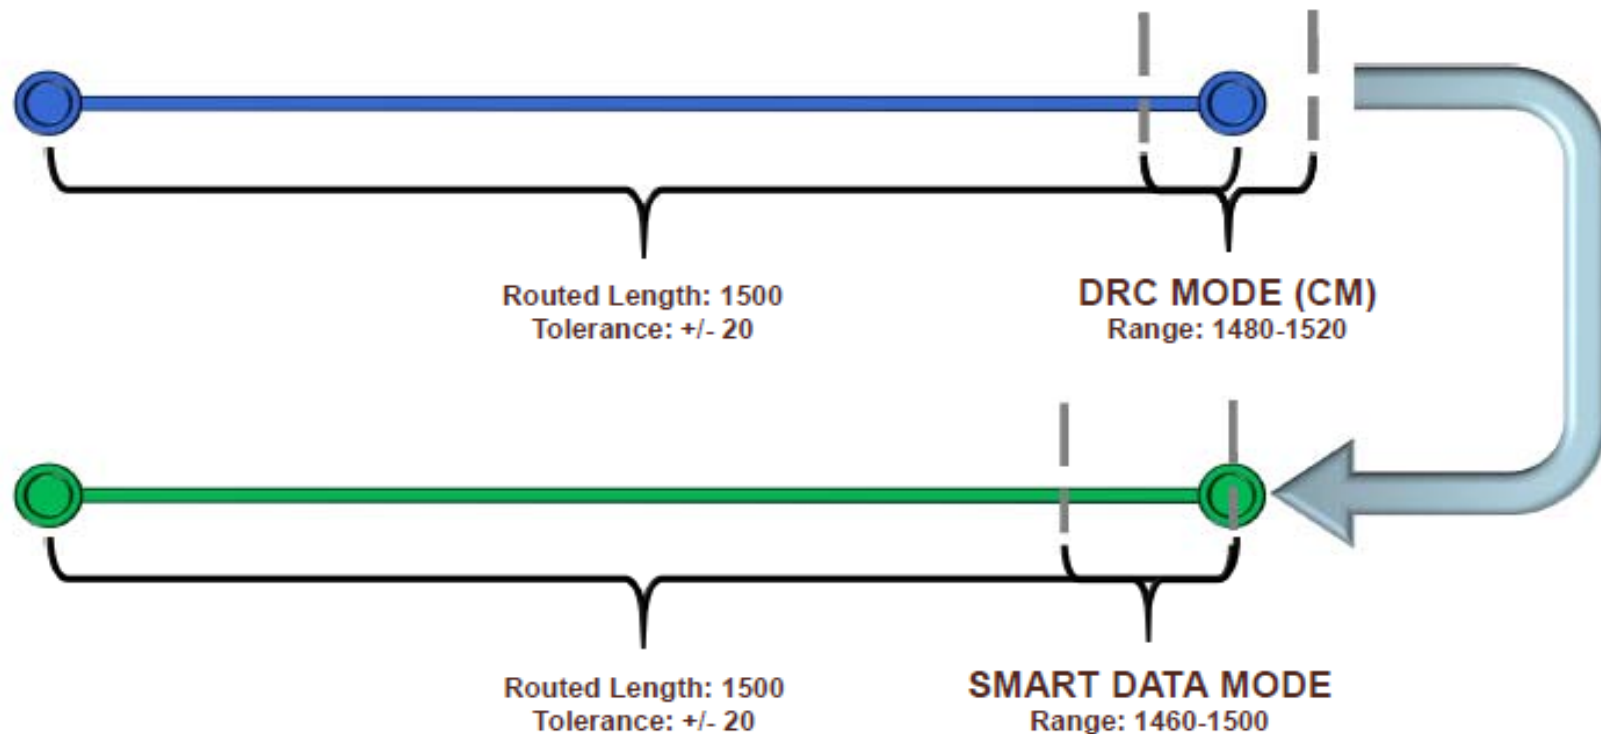 Routed Length: 1500
Tolerance: +/- 20
DRC MODE (CM)
Range: 1480-1520
Routed Length: 1500
Tolerance: +/- 20
SMART DATA MODE
Range: 1460-1500